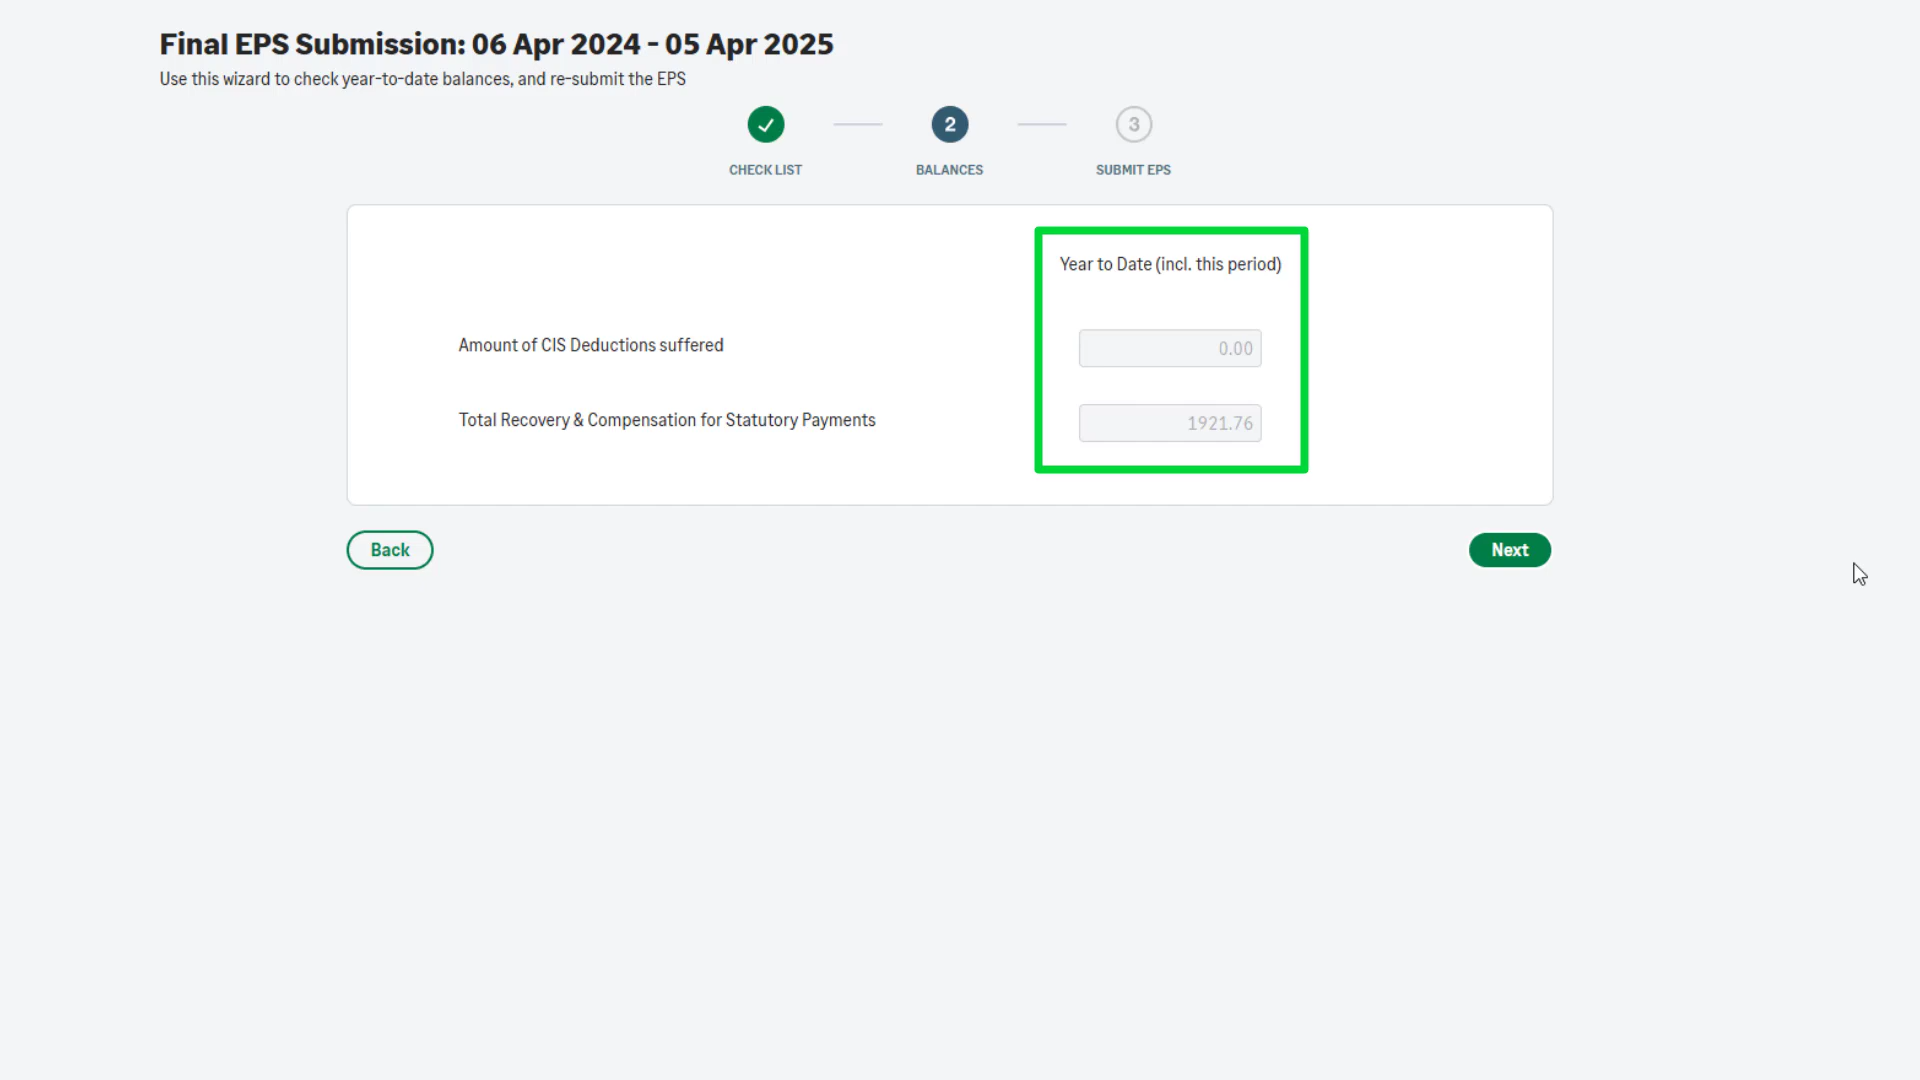 Final EPS Submission: 06 Apr 2024 - 05 Apr 2025
Use this wizard to check year-to-date balances, and re-submit the EPS
2
3
CHECK LIST
BALANCES
SUBMIT EPS
Year to Date (incl. this period)
Amount of CIS Deductions suffered
0.00
Total Recovery & Compensation for Statutory Payments
1921.76
Back
Next